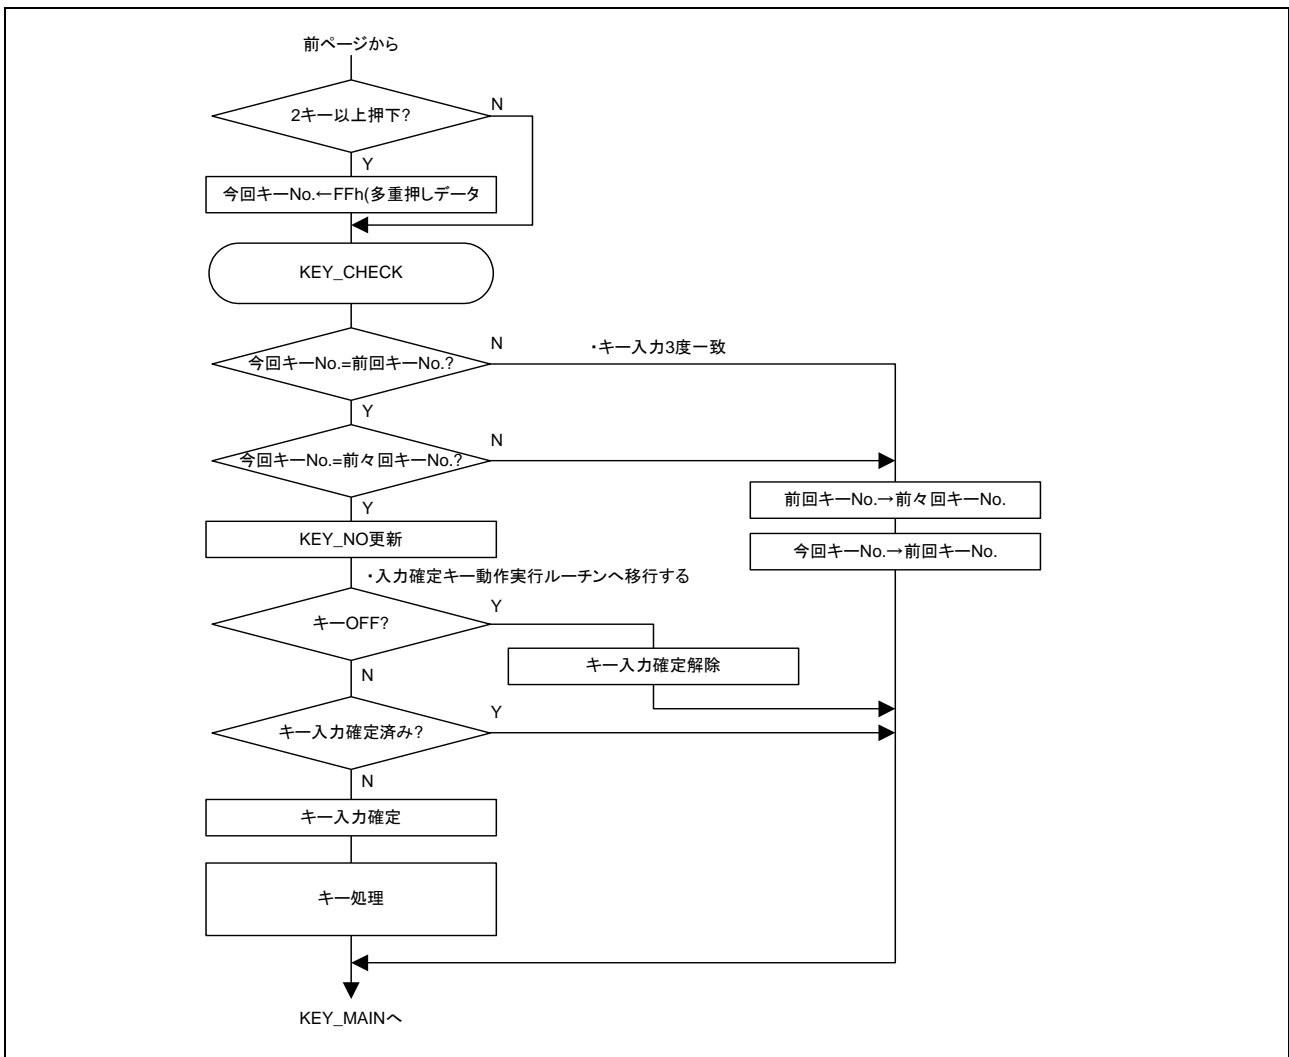 前ページから
2キー以上押下?
N
Y
今回キーNo.←FFh(多重押しデータ
KEY_CHECK
今回キーNo.=前回キーNo.?
N
・キー入力3度一致
Y
今回キーNo.=前々回キーNo.?
N
前回キーNo.→前々回キーNo.
Y
KEY_NO更新
今回キーNo.→前回キーNo.
・入力確定キー動作実行ルーチンへ移行する
キーOFF?
Y
キー入力確定解除
N
キー入力確定済み?
Y
N
キー入力確定
キー処理
KEY_MAINへ